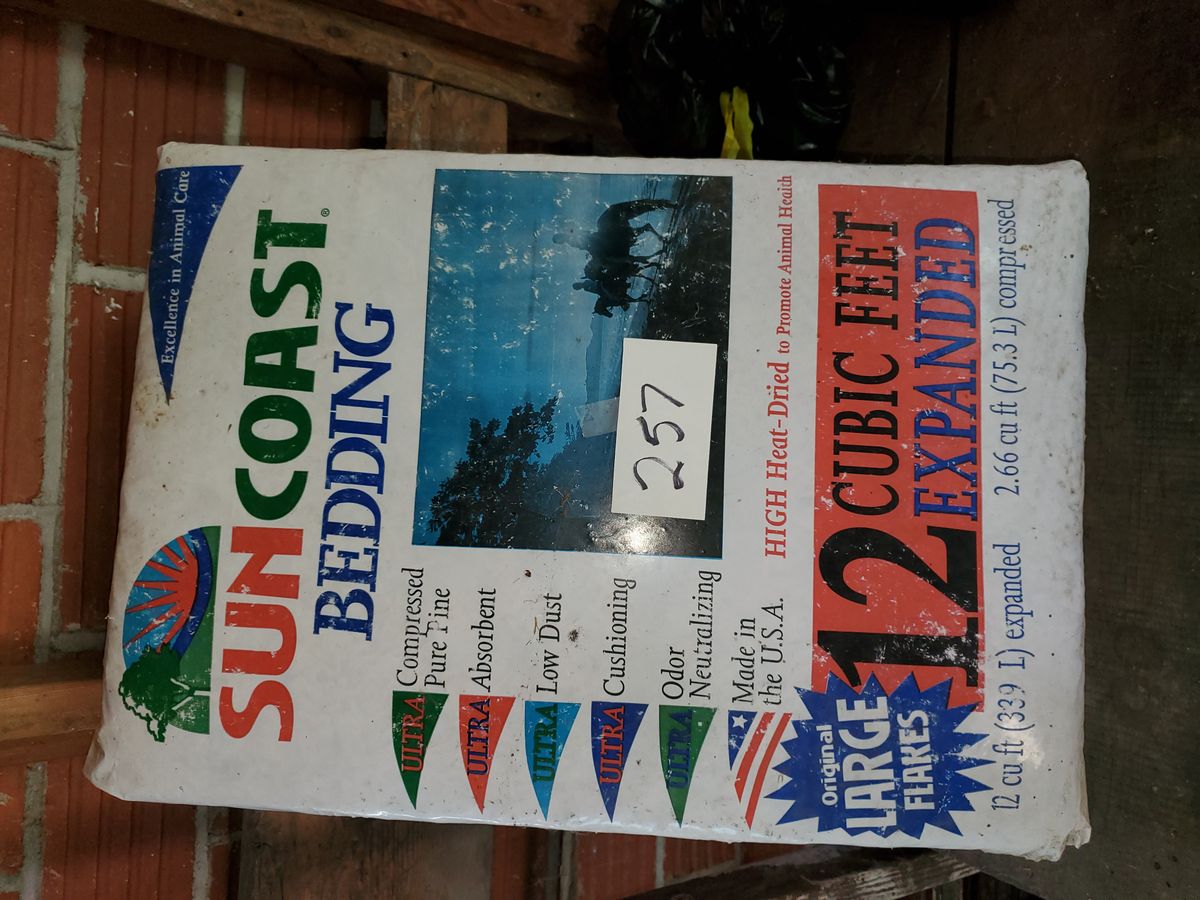 Excellence in Animal Care
SUNCOAST®
BEDDING
ULTRA Compressed
Pure Pine
ULTRA Absorbent
ULTRA Low Dust
ULTRA Cushioning
ULTRA Odor
Neutralizing
Made in
the U.S.A.
257
HIGH Heat-Dried to Promote Animal Health
Original
LARGE
FLAKES
12 CUBIC FEET
EXPANDED
12 cu ft (339 L) expanded 2.66 cu ft (75.3 L) compressed